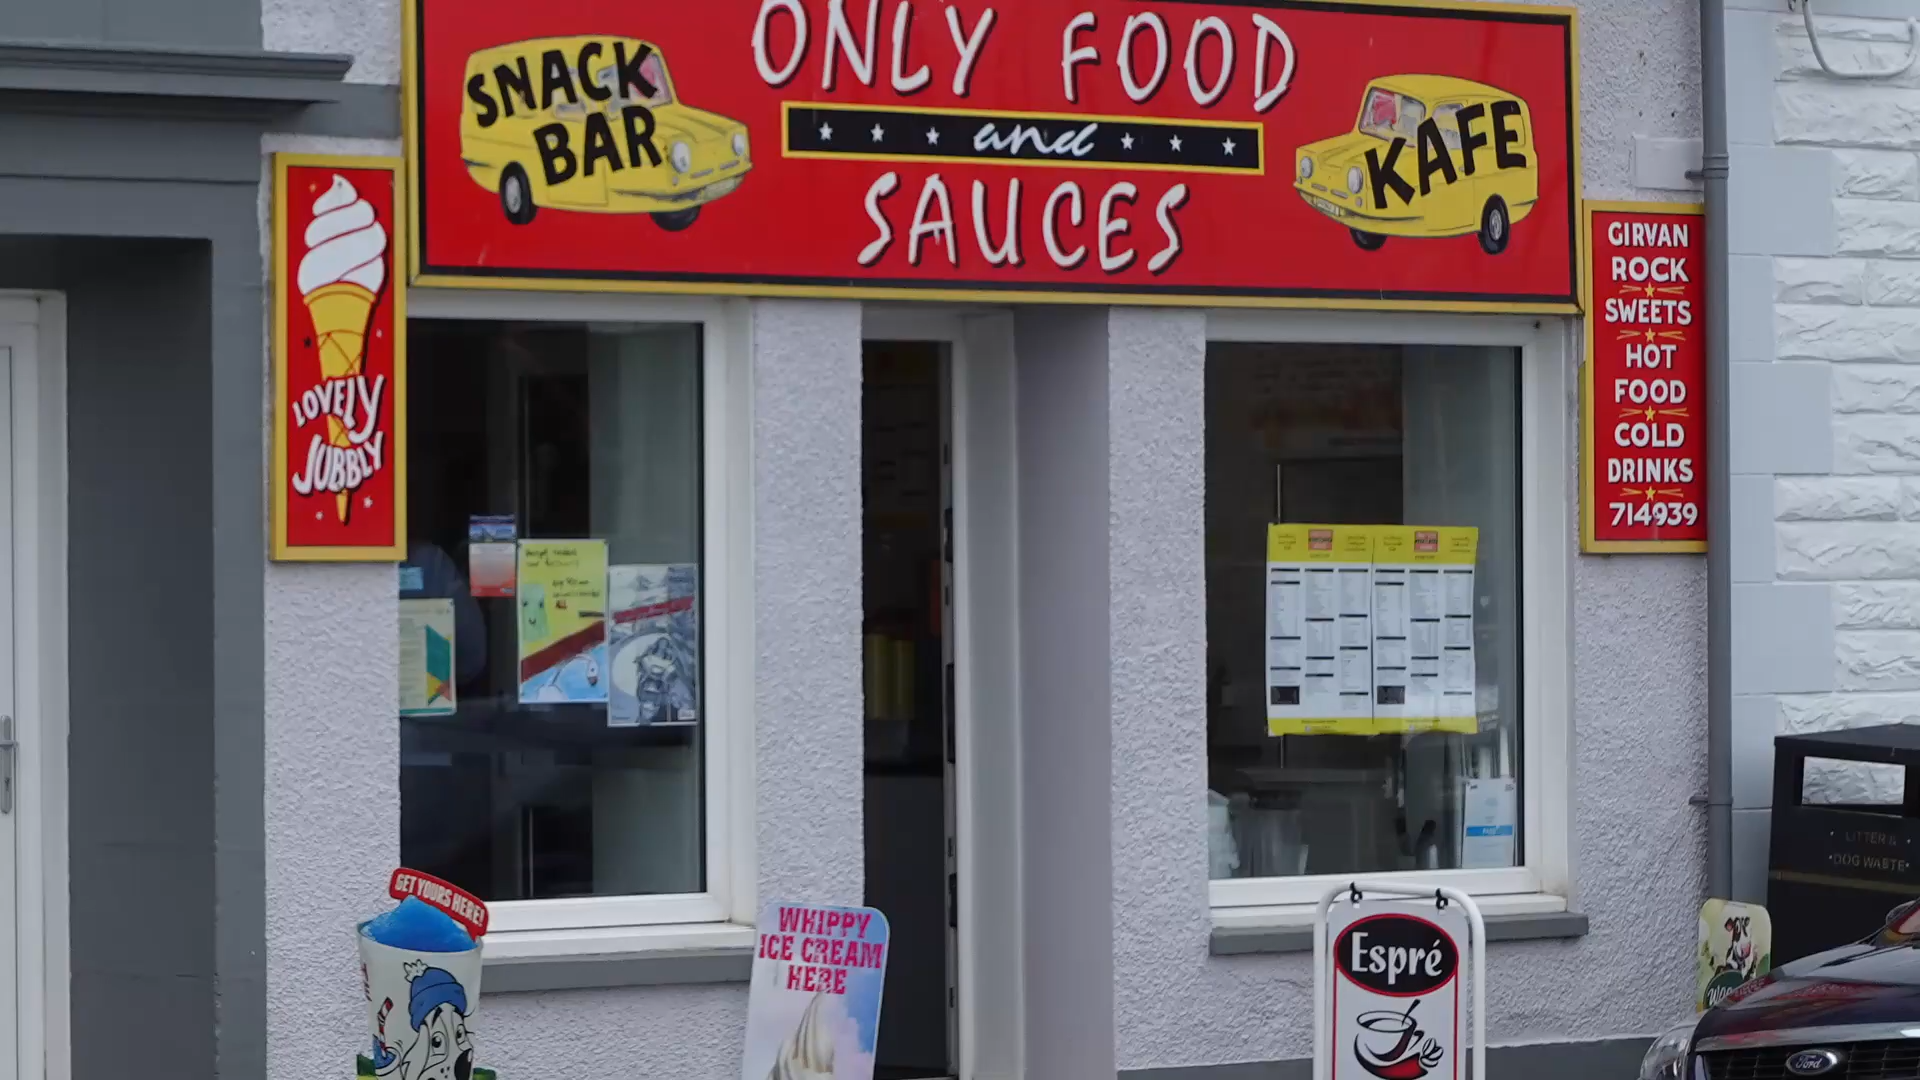 ONLY FOOD
and
SAUCES
SNACK
BAR
KAFE
LOVELY
JUBBLY
GIRVAN
ROCK
SWEETS
HOT
FOOD
COLD
DRINKS
714939
GET YOURS HERE!
WHIPPY
ICE CREAM
HERE
Espré
LITTER &
DOG WASTE
Ford